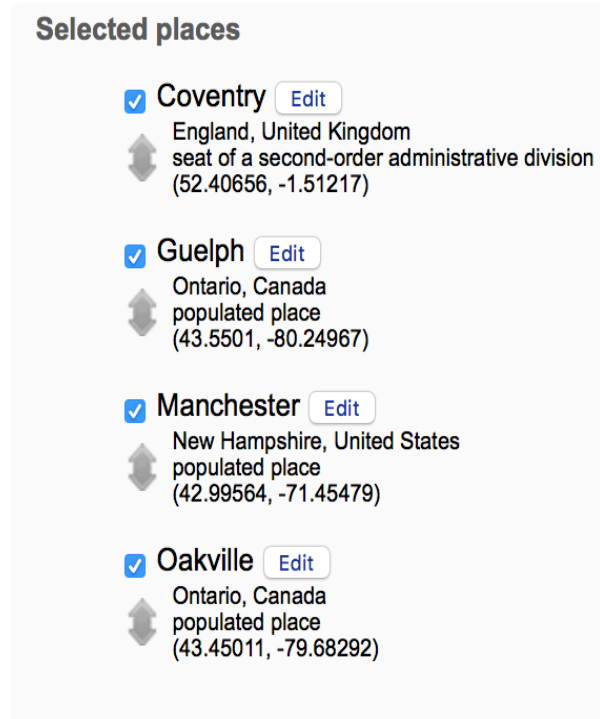 Selected places
Coventry Edit
England, United Kingdom
seat of a second-order administrative division
(52.40656, -1.51217)
Guelph Edit
Ontario, Canada
populated place
(43.5501, -80.24967)
Manchester Edit
New Hampshire, United States
populated place
(42.99564, -71.45479)
Oakville Edit
Ontario, Canada
populated place
(43.45011, -79.68292)